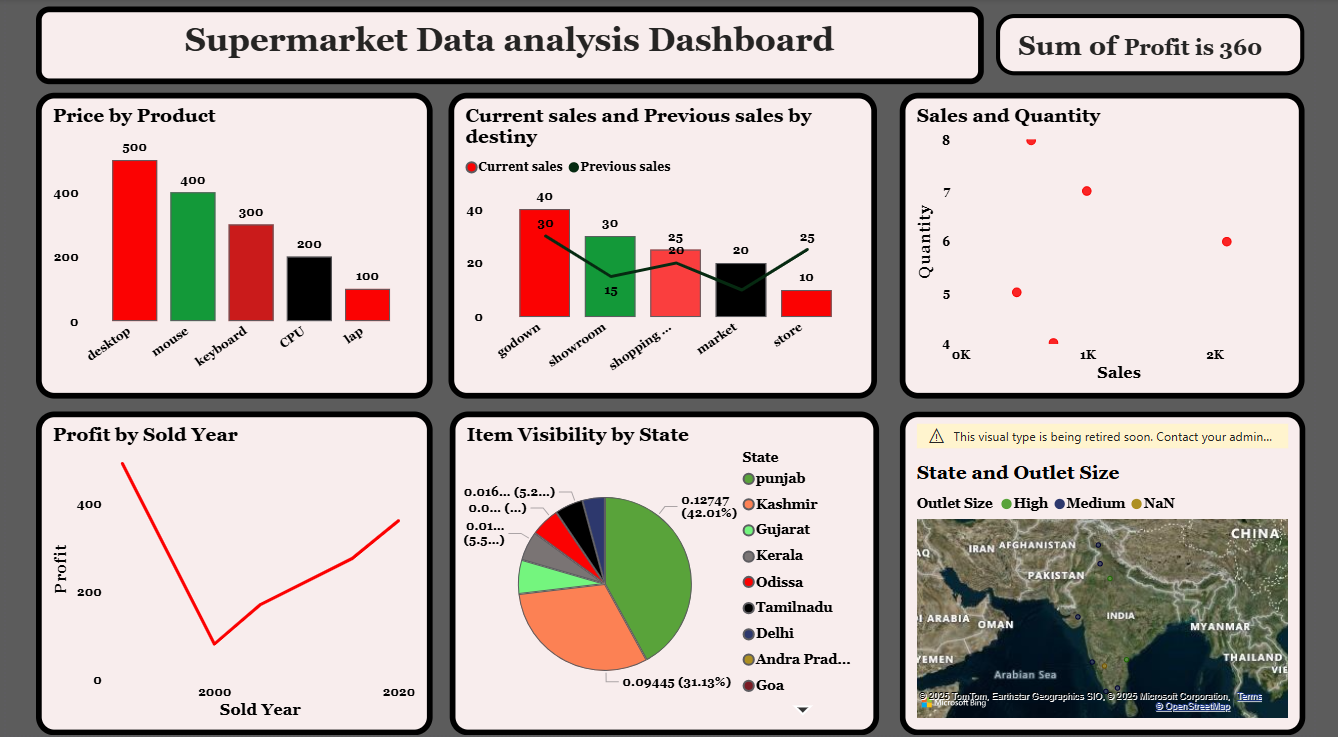 Supermarket Data analysis Dashboard
Sum of Profit is 360
Price by Product
500
400
400
300
200
200
100
0
desktop
mouse
keyboard
CPU
lap
Current sales and Previous sales by
destiny
Current sales
Previous sales
40
40
30
30
25
25
20
20
20
15
10
0
godown
showroom
shopping ...
market
store
Sales and Quantity
Quantity
8
7
6
5
4
0K
1K
2K
Sales
Profit by Sold Year
Profit
400
200
0
2000
2020
Sold Year
Item Visibility by State
0.016... (5.2...)
0.0... (...)
0.01...
(5.5...)
0.12747
(42.01%)
0.09445 (31.13%)
State
punjab
Kashmir
Gujarat
Kerala
Odissa
Tamilnadu
Delhi
Andra Prad...
Goa
This visual type is being retired soon. Contact your admin...
State and Outlet Size
Outlet Size
High
Medium
NaN
CHINA
AQ
IRAN
AFGHANISTAN
PAKISTAN
I ARABIA
OMAN
INDIA
MYANMAR
YEMEN
THAILAND
VIE
Arabian Sea
© 2025 TomTom, Earthstar Geographics SIO, © 2025 Microsoft Corporation, Terms
© OpenStreetMap
Microsoft Bing